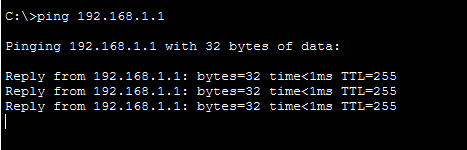 C:\>ping 192.168.1.1
Pinging 192.168.1.1 with 32 bytes of data:
Reply from 192.168.1.1: bytes=32 time<1ms TTL=255
Reply from 192.168.1.1: bytes=32 time<1ms TTL=255
Reply from 192.168.1.1: bytes=32 time<1ms TTL=255